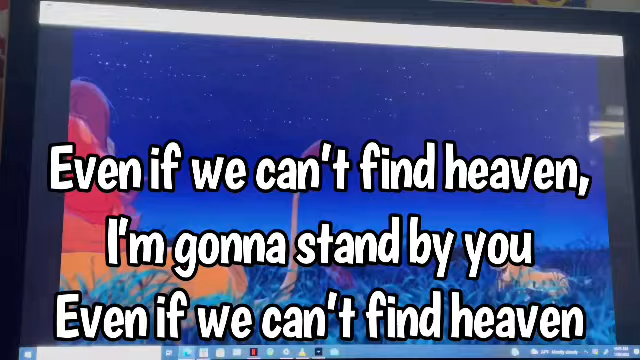 Even if we can't find heaven,
I'm gonna stand by you
Even if we can't find heaven